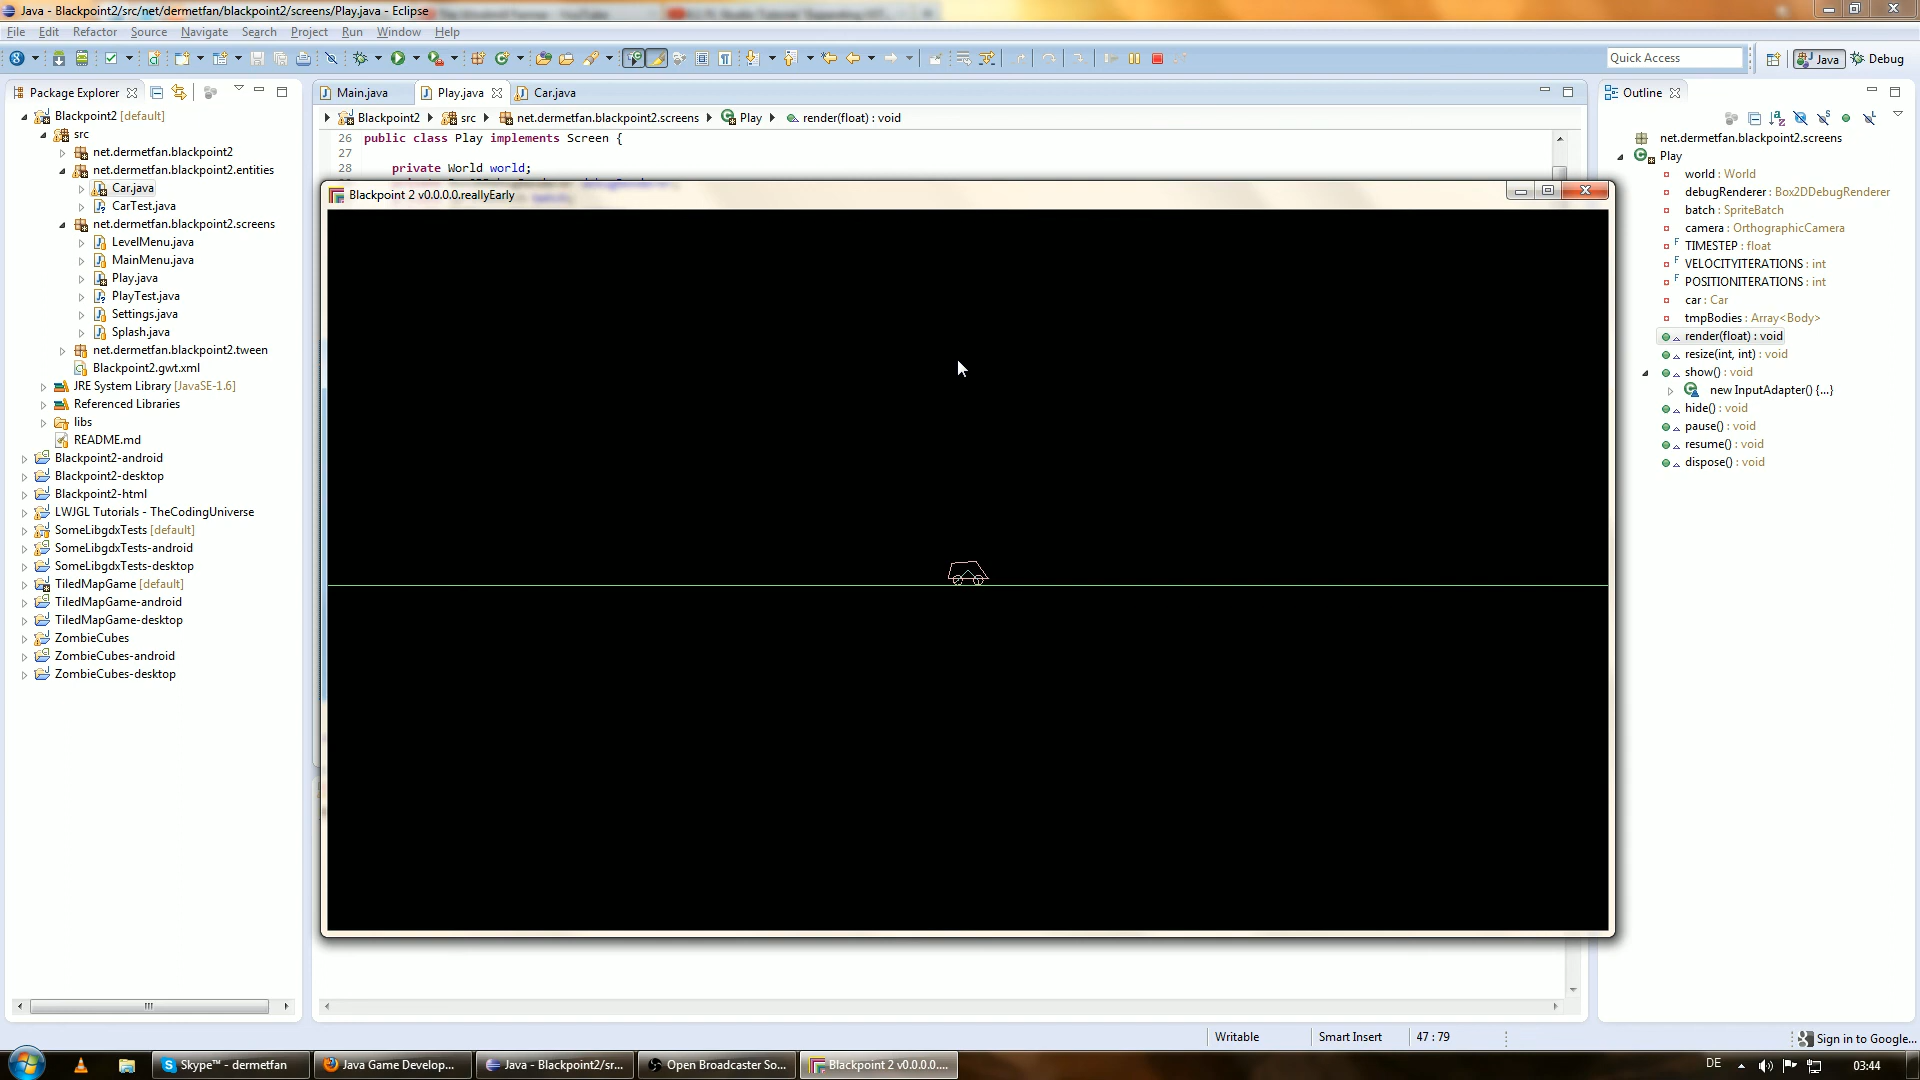 Java - Blackpoint2/src/net/dermetfan/blackpoint2/screens/Play.java - Eclipse
File Edit Refactor Source Navigate Search Project Run Window Help
Quick Access
Java
Debug
Package Explorer
Blackpoint2 [default]
src
net.dermetfan.blackpoint2
net.dermetfan.blackpoint2.entities
Car.java
CarTest.java
net.dermetfan.blackpoint2.screens
LevelMenu.java
MainMenu.java
Play.java
PlayTest.java
Settings.java
Splash.java
net.dermetfan.blackpoint2.tween
Blackpoint2.gwt.xml
JRE System Library [JavaSE-1.6]
Referenced Libraries
libs
README.md
Blackpoint2-android
Blackpoint2-desktop
Blackpoint2-html
LWJGL Tutorials - TheCodingUniverse
SomeLibgdxTests [default]
SomeLibgdxTests-android
SomeLibgdxTests-desktop
TiledMapGame [default]
TiledMapGame-android
TiledMapGame-desktop
ZombieCubes
ZombieCubes-android
ZombieCubes-desktop
Main.java Play.java Car.java
Blackpoint2 src net.dermetfan.blackpoint2.screens Play render(float) : void
26 public class Play implements Screen {
27
28 private World world;
Blackpoint 2 v0.0.0.0.reallyEarly
Outline
net.dermetfan.blackpoint2.screens
Play
world : World
debugRenderer : Box2DDebugRenderer
batch : SpriteBatch
camera : OrthographicCamera
F TIMESTEP : float
F VELOCITYITERATIONS : int
F POSITIONITERATIONS : int
car : Car
tmpBodies : Array<Body>
render(float) : void
resize(int, int) : void
show() : void
new InputAdapter() {...}
hide() : void
pause() : void
resume() : void
dispose() : void
Writable Smart Insert 47 : 79
Sign in to Google...
Skype™ - dermetfan
Java Game Develop...
Java - Blackpoint2/sr...
Open Broadcaster So...
Blackpoint 2 v0.0.0.0....
DE
03:44